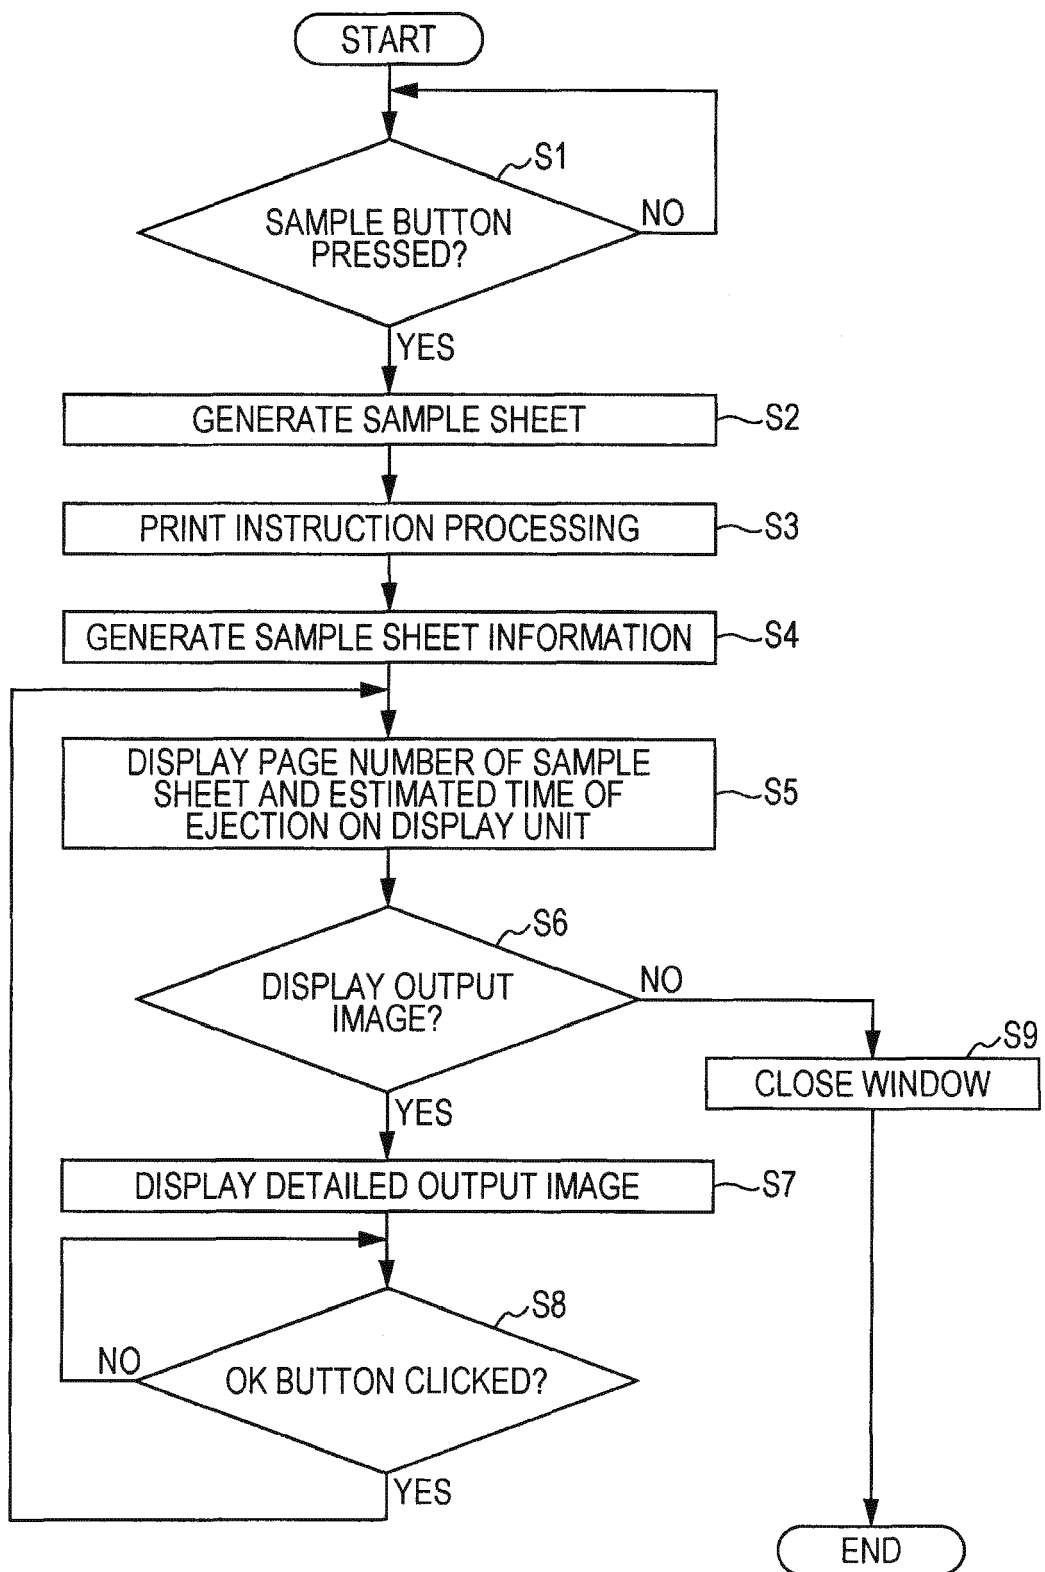 START
S1
SAMPLE BUTTON
PRESSED?
NO
YES
GENERATE SAMPLE SHEET
S2
PRINT INSTRUCTION PROCESSING
S3
GENERATE SAMPLE SHEET INFORMATION
S4
DISPLAY PAGE NUMBER OF SAMPLE
SHEET AND ESTIMATED TIME OF
EJECTION ON DISPLAY UNIT
S5
S6
DISPLAY OUTPUT
IMAGE?
NO
YES
S9
CLOSE WINDOW
DISPLAY DETAILED OUTPUT IMAGE
S7
S8
OK BUTTON CLICKED?
NO
YES
END